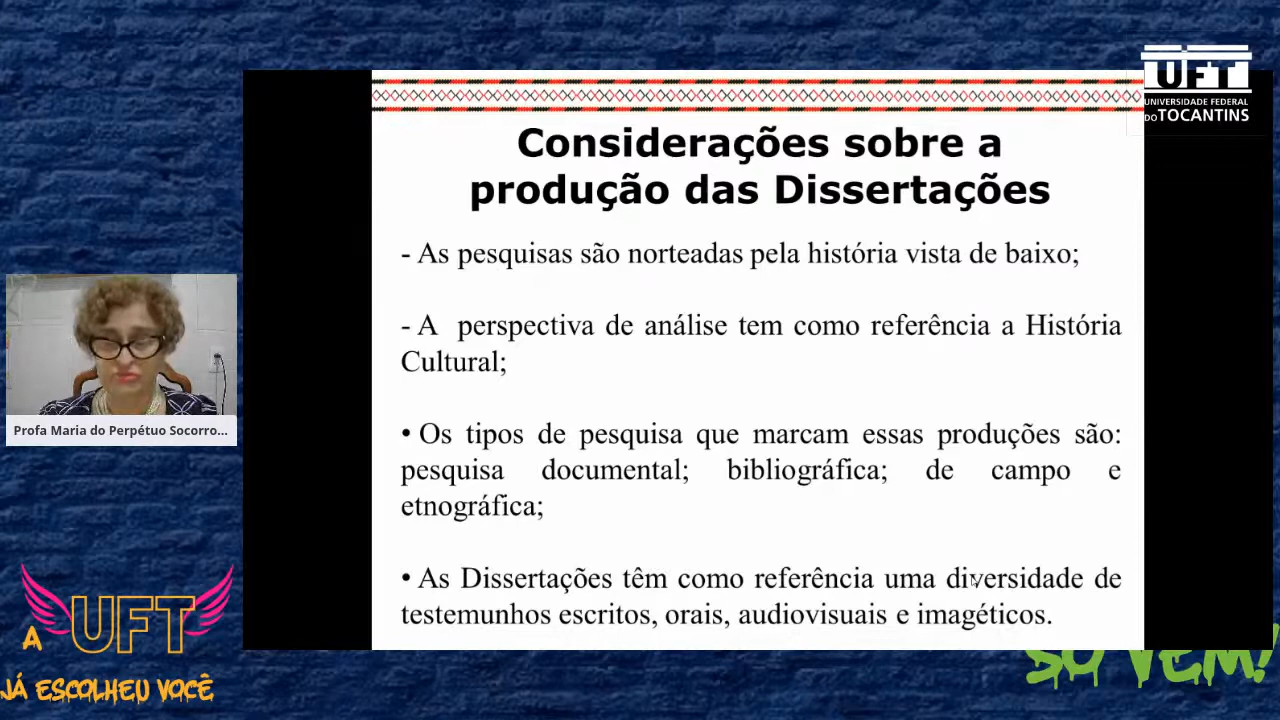 UFT
UNIVERSIDADE FEDERAL
DO TOCANTINS
Considerações sobre a
produção das Dissertações
- As pesquisas são norteadas pela história vista de baixo;
- A perspectiva de análise tem como referência a História
Cultural;
• Os tipos de pesquisa que marcam essas produções são:
pesquisa documental; bibliográfica; de campo e
etnográfica;
• As Dissertações têm como referência uma diversidade de
testemunhos escritos, orais, audiovisuais e imagéticos.
Profa Maria do Perpétuo Socorro...
A UFT
JÁ ESCOLHEU VOCÊ
SÓ VEM!